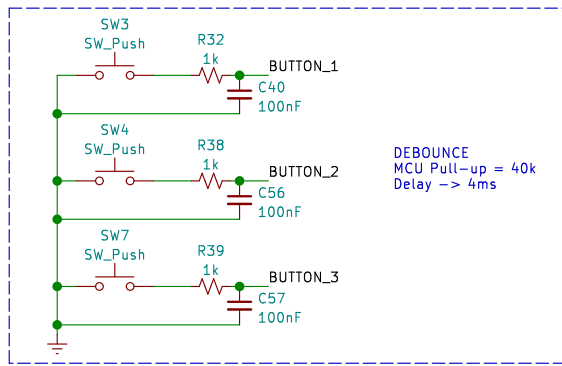 SW3
SW_Push
R32
1k
BUTTON_1
C40
100nF
SW4
SW_Push
R38
1k
BUTTON_2
C56
100nF
DEBOUNCE
MCU Pull-up = 40k
Delay -> 4ms
SW7
SW_Push
R39
1k
BUTTON_3
C57
100nF